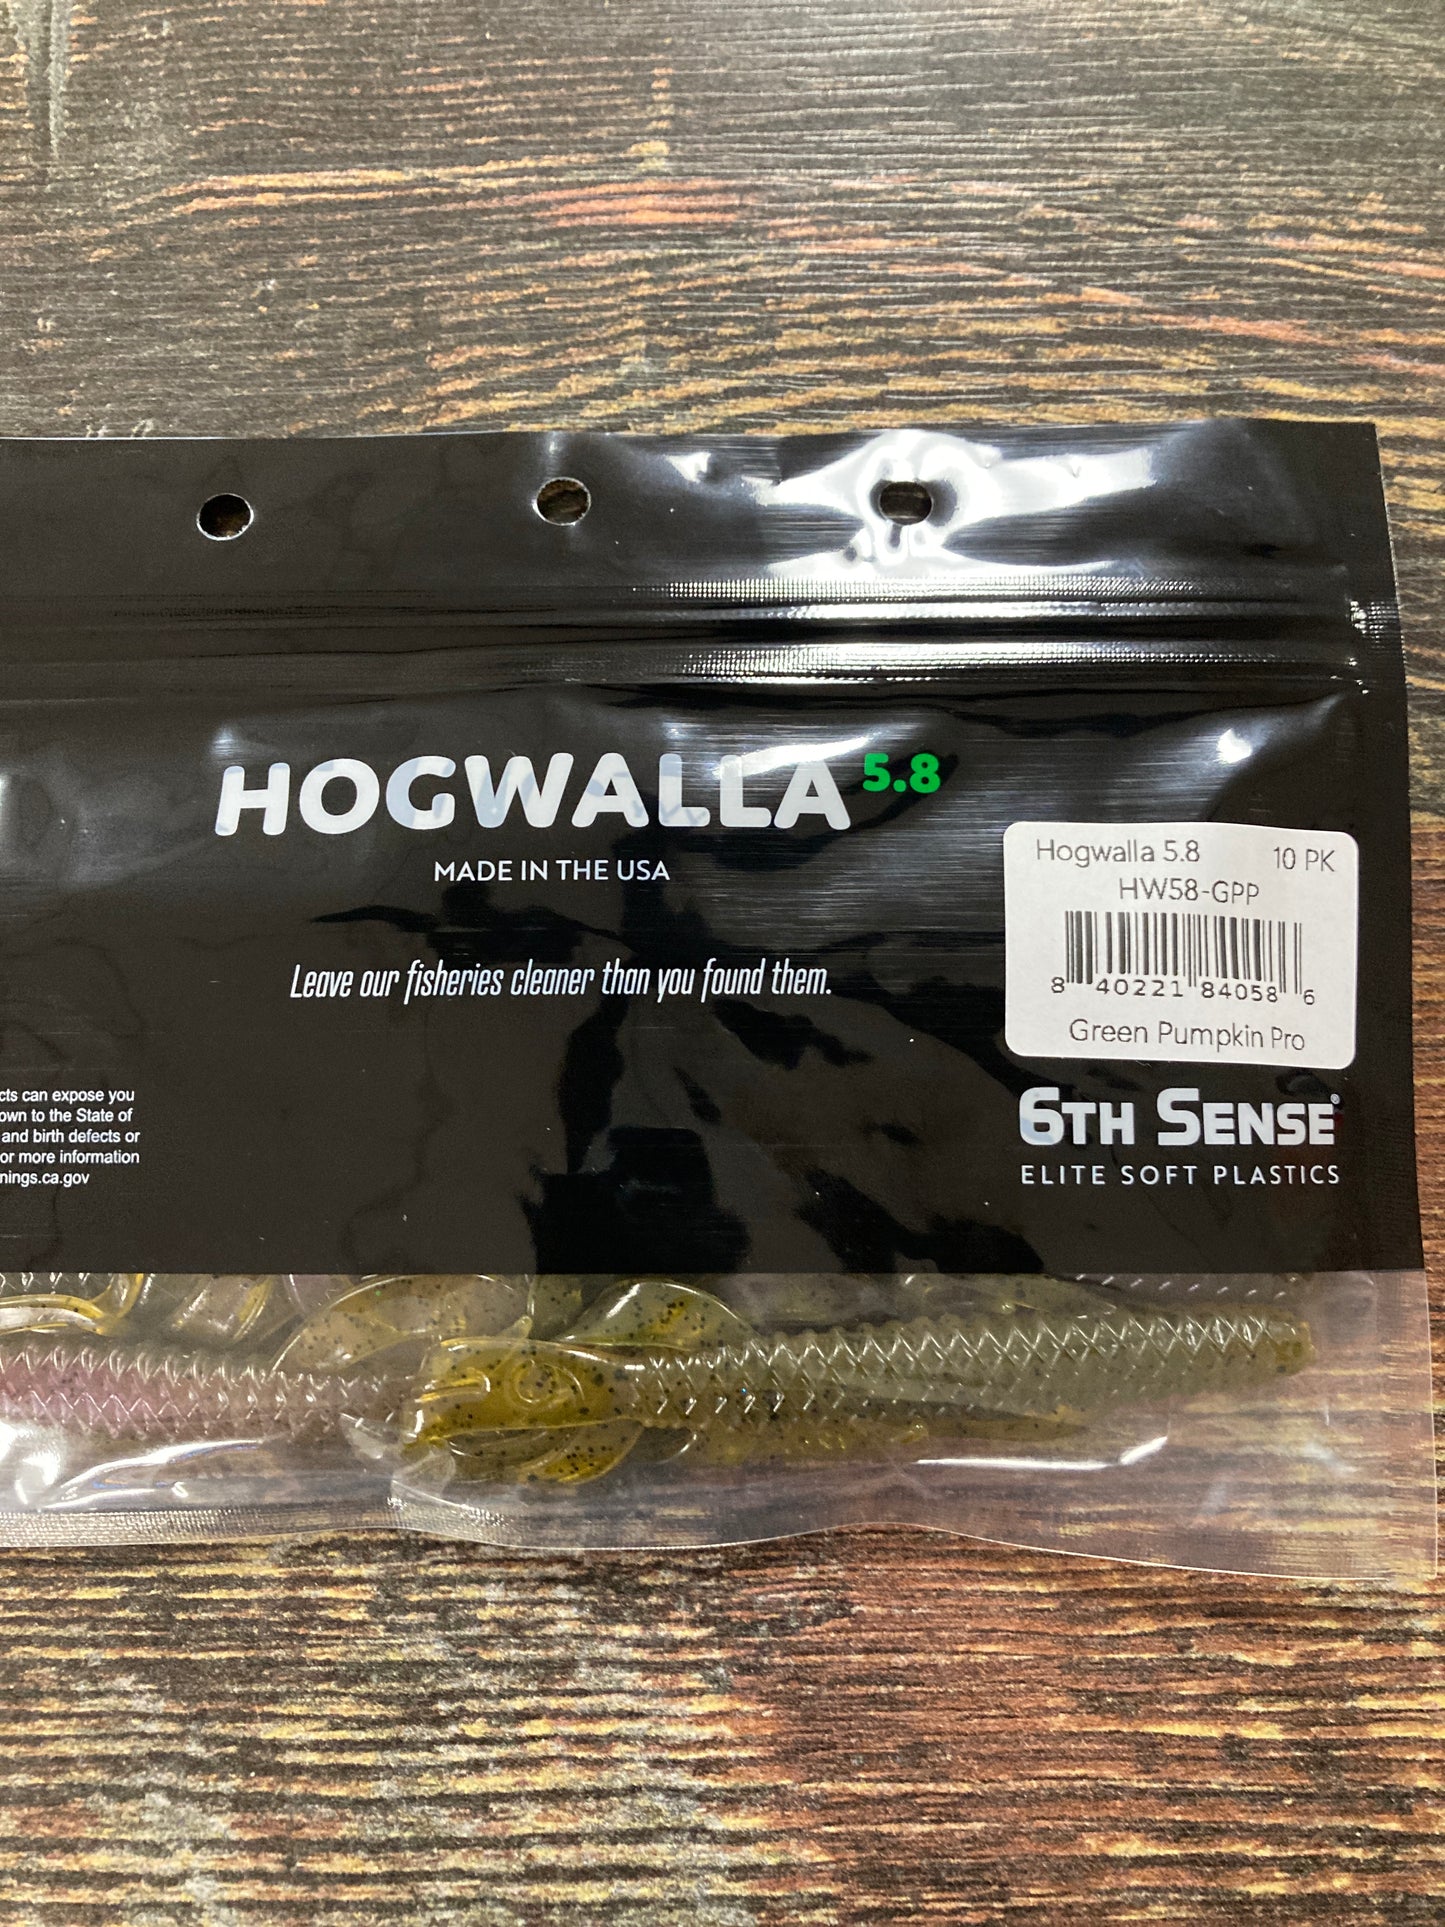 HOGWALLA 5.8
MADE IN THE USA
Leave our fisheries cleaner than you found them.
Hogwalla 5.8 10 PK
HW58-GPP
8 40221 84058 6
Green Pumpkin Pro
6TH SENSE®
ELITE SOFT PLASTICS
can expose you
to the State of
and birth defects or
or more information
nings.ca.gov